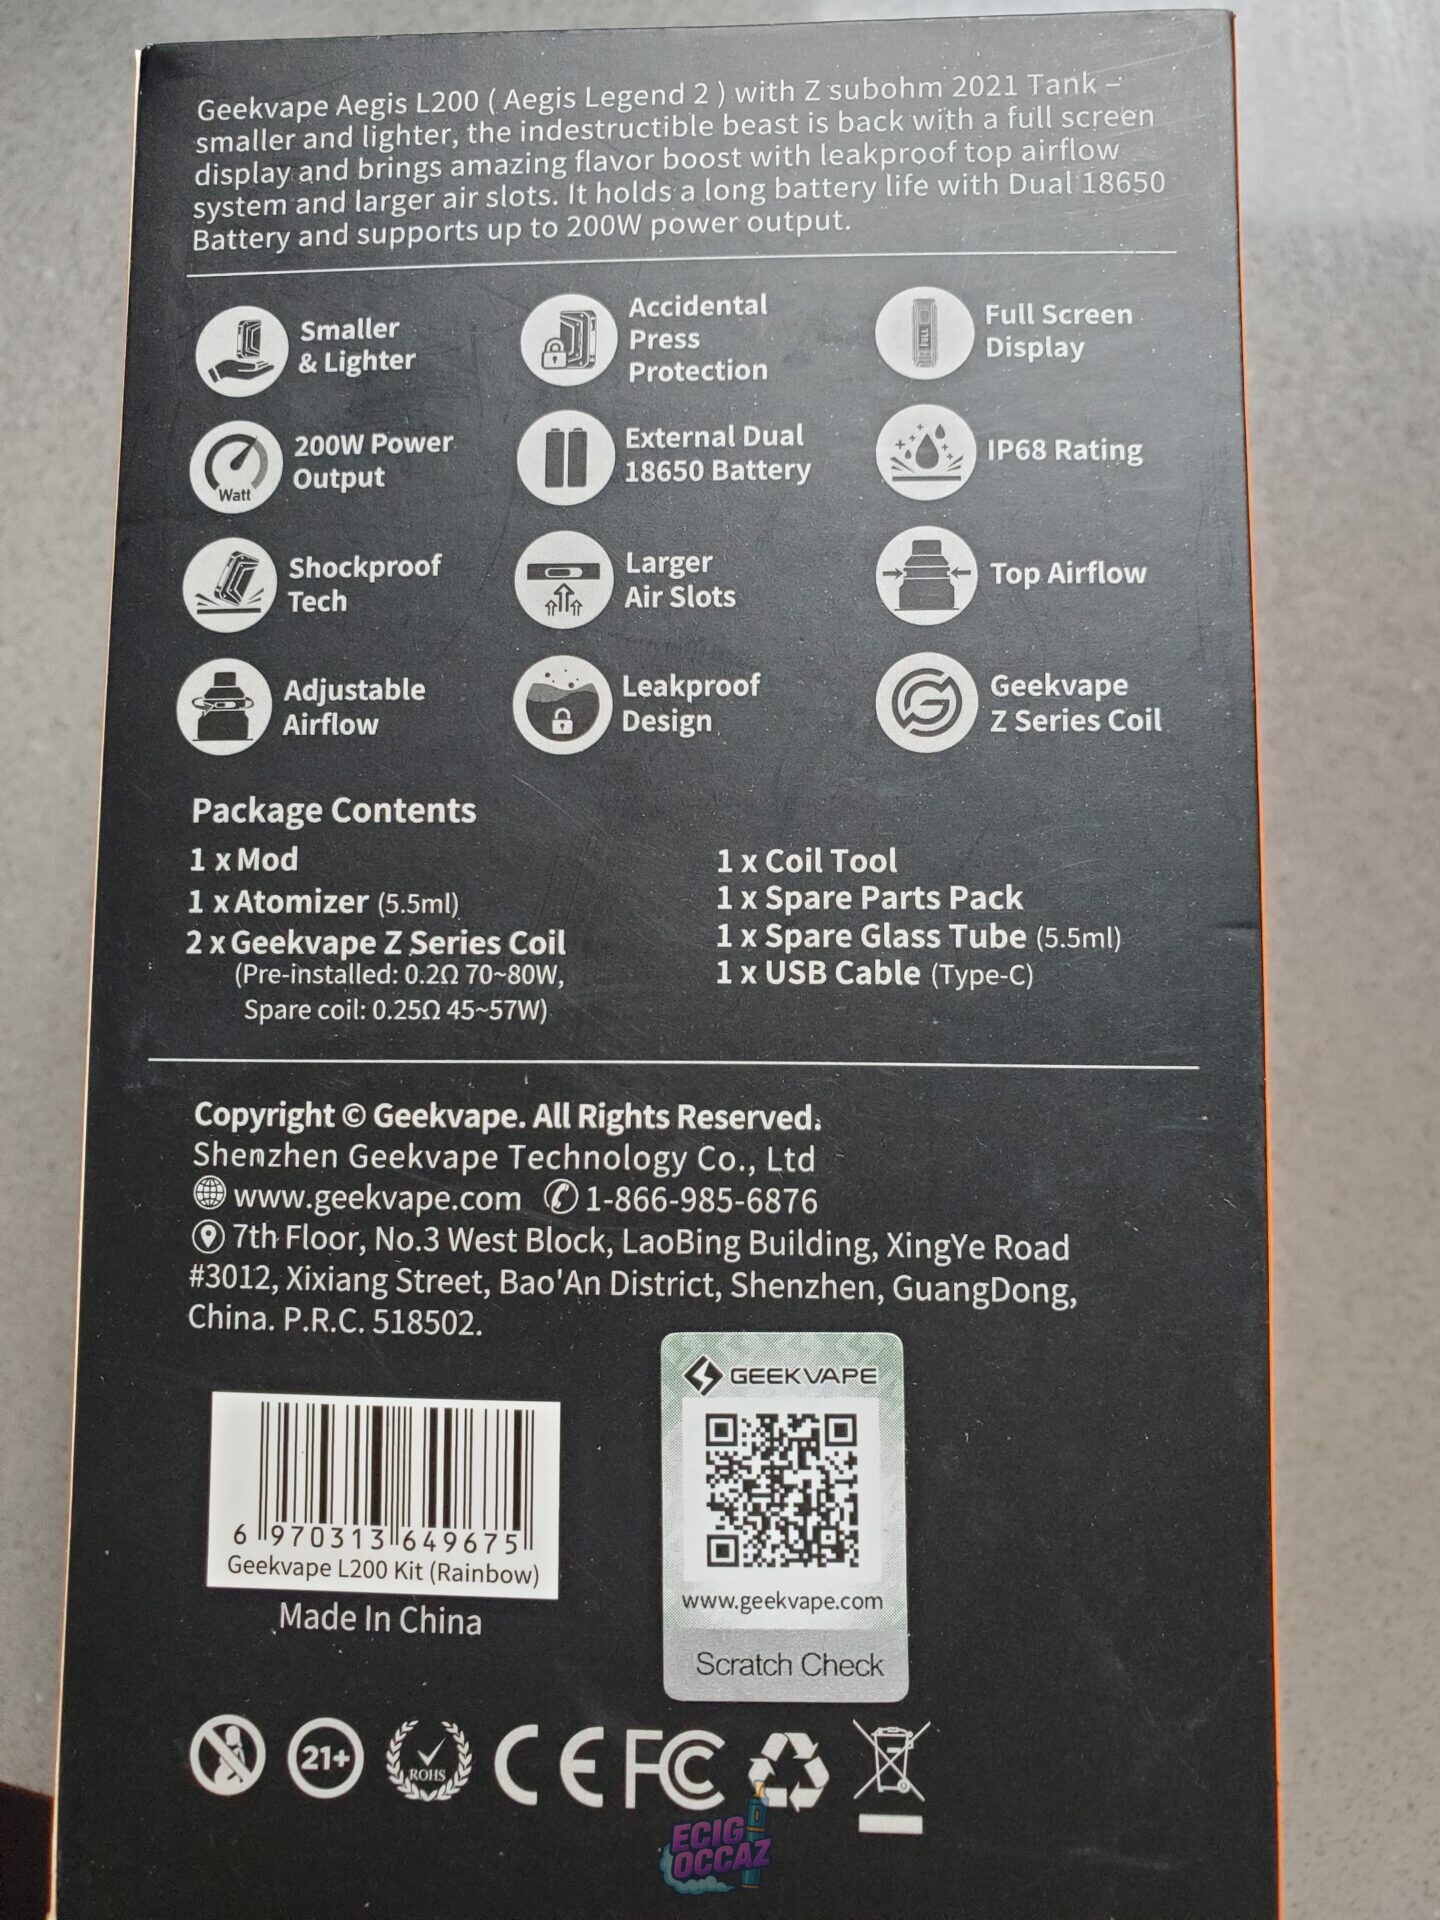 Geekvape Aegis L200 ( Aegis Legend 2 ) with Z subohm 2021 Tank –
smaller and lighter, the indestructible beast is back with a full screen
display and brings amazing flavor boost with leakproof top airflow
system and larger air slots. It holds a long battery life with Dual 18650
Battery and supports up to 200W power output.
Smaller
& Lighter
Accidental
Press
Protection
FULL
Full Screen
Display
Watt
200W Power
Output
External Dual
18650 Battery
IP68 Rating
Shockproof
Tech
Larger
Air Slots
Top Airflow
Adjustable
Airflow
Leakproof
Design
Geekvape
Z Series Coil
Package Contents
1 x Mod
1 x Atomizer (5.5ml)
2 x Geekvape Z Series Coil
(Pre-installed: 0.2Ω 70~80W,
Spare coil: 0.25Ω 45~57W)
1 x Coil Tool
1 x Spare Parts Pack
1 x Spare Glass Tube (5.5ml)
1 x USB Cable (Type-C)
Copyright © Geekvape. All Rights Reserved.
Shenzhen Geekvape Technology Co., Ltd
www.geekvape.com 1-866-985-6876
7th Floor, No.3 West Block, LaoBing Building, XingYe Road
#3012, Xixiang Street, Bao'An District, Shenzhen, GuangDong,
China. P.R.C. 518502.
6 970313 649675
Geekvape L200 Kit (Rainbow)
Made In China
GEEKVAPE
www.geekvape.com
Scratch Check
21+
ROHS
CE
FC
ECIG
OCCAZ